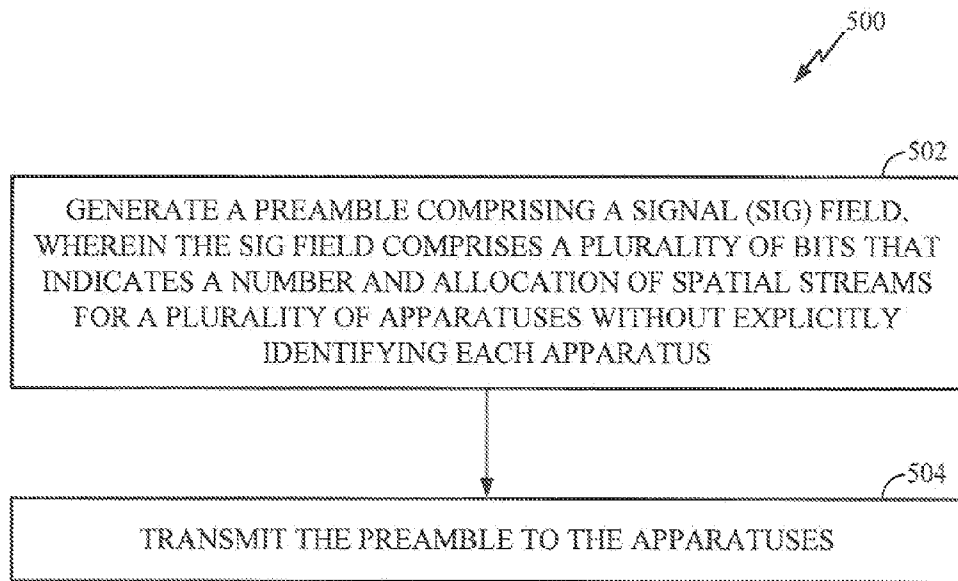 500
502
GENERATE A PREAMBLE COMPRISING A SIGNAL (SIG) FIELD,
WHEREIN THE SIG FIELD COMPRISES A PLURALITY OF BITS THAT
INDICATES A NUMBER AND ALLOCATION OF SPATIAL STREAMS
FOR A PLURALITY OF APPARATUSES WITHOUT EXPLICITLY
IDENTIFYING EACH APPARATUS
504
TRANSMIT THE PREAMBLE TO THE APPARATUSES